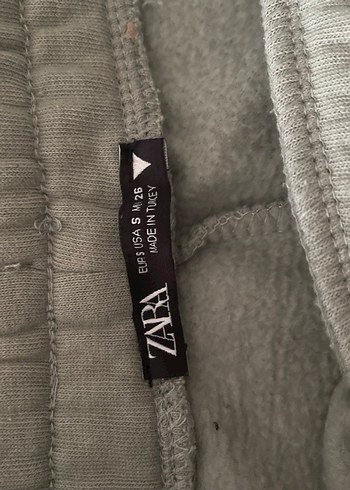 ZARA
EUR S USA S MEX 26
MADE IN TURKEY